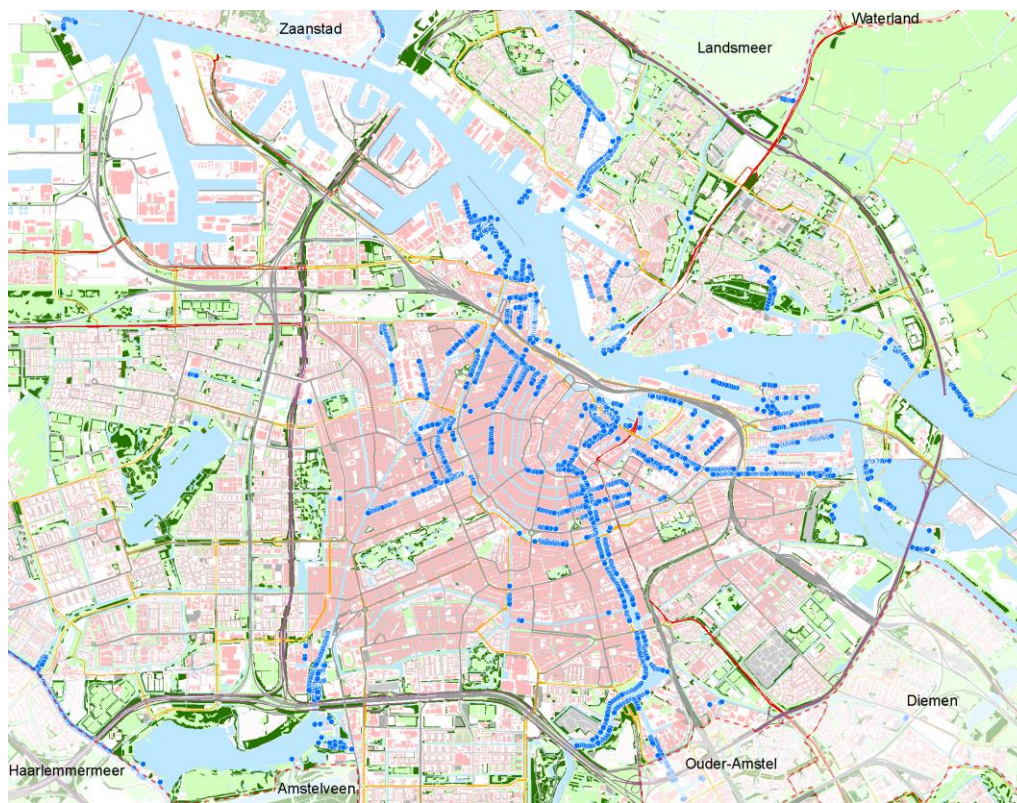 Waterland
Zaanstad
Landsmeer
Diemen
Ouder-Amstel
Haarlemmermeer
Amstelveen